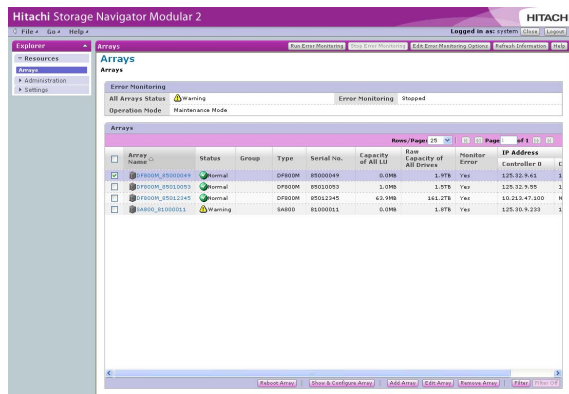 Hitachi Storage Navigator Modular 2
HITACH
File Go Help
Logged in as: system Close Logout
Explorer
Resources
Arrays
Administration
Settings
Arrays
Run Error Monitoring Stop Error Monitoring Edit Error Monitoring Options Refresh Information Help
Arrays
Arrays
Error Monitoring
All Arrays Status Warning Error Monitoring Stopped
Operation Mode Maintenance Mode
Arrays
Rows/Page: 25 Page of 1
Array Name Status Group Type Serial No. Capacity of All LU Raw Capacity of All Drives Monitor Error IP Address
Controller 0 C
DF800M_85000049 Normal DF800M 85000049 0.0MB 1.9TB Yes 125.32.9.61 1
DF800M_85010053 Normal DF800M 85010053 1.0MB 1.5TB Yes 125.32.9.55 1
DF800M_85012345 Normal DF800M 85012345 63.9MB 161.2TB Yes 10.213.47.100 N
SA800_81000011 Warning SA800 81000011 0.0MB 1.8TB Yes 125.30.9.233 1
Reboot Array Show & Configure Array Add Array Edit Array Remove Array Filter Filter Off